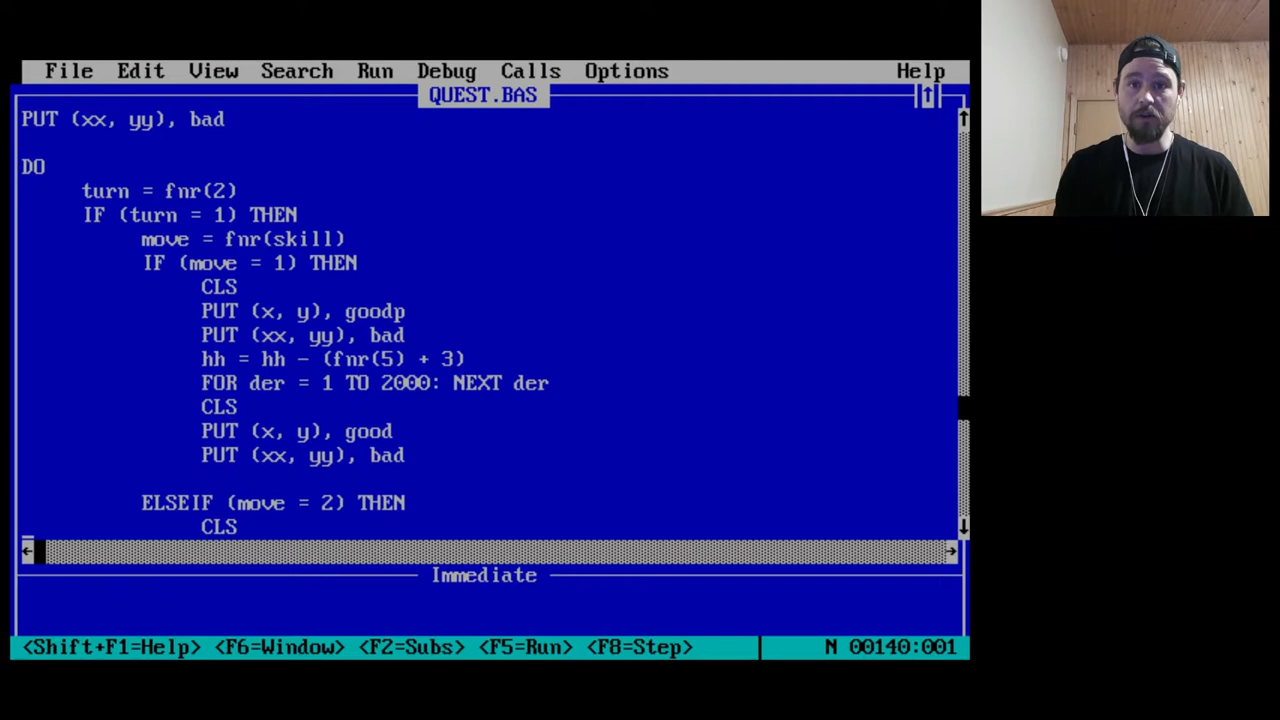 File Edit View Search Run Debug Calls Options Help
QUEST.BAS
PUT (xx, yy), bad
DO
turn = fnr(2)
IF (turn = 1) THEN
move = fnr(skill)
IF (move = 1) THEN
CLS
PUT (x, y), goodp
PUT (xx, yy), bad
hh = hh - (fnr(5) + 3)
FOR der = 1 TO 2000: NEXT der
CLS
PUT (x, y), good
PUT (xx, yy), bad
ELSEIF (move = 2) THEN
CLS
Immediate
<Shift+F1=Help> <F6=Window> <F2=Subs> <F5=Run> <F8=Step> N 00140:001